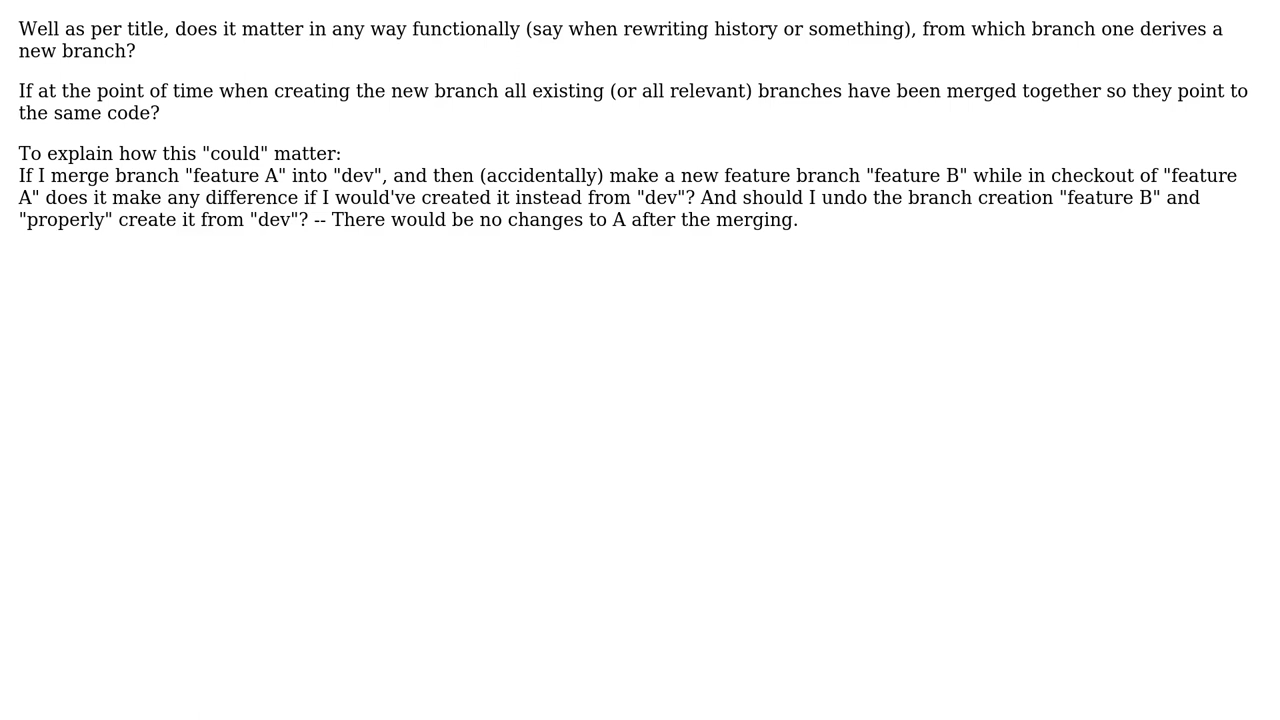 Well as per title, does it matter in any way functionally (say when rewriting history or something), from which branch one derives a
new branch?
If at the point of time when creating the new branch all existing (or all relevant) branches have been merged together so they point to
the same code?
To explain how this "could" matter:
If I merge branch "feature A" into "dev", and then (accidentally) make a new feature branch "feature B" while in checkout of "feature
A" does it make any difference if I would've created it instead from "dev"? And should I undo the branch creation "feature B" and
"properly" create it from "dev"? -- There would be no changes to A after the merging.